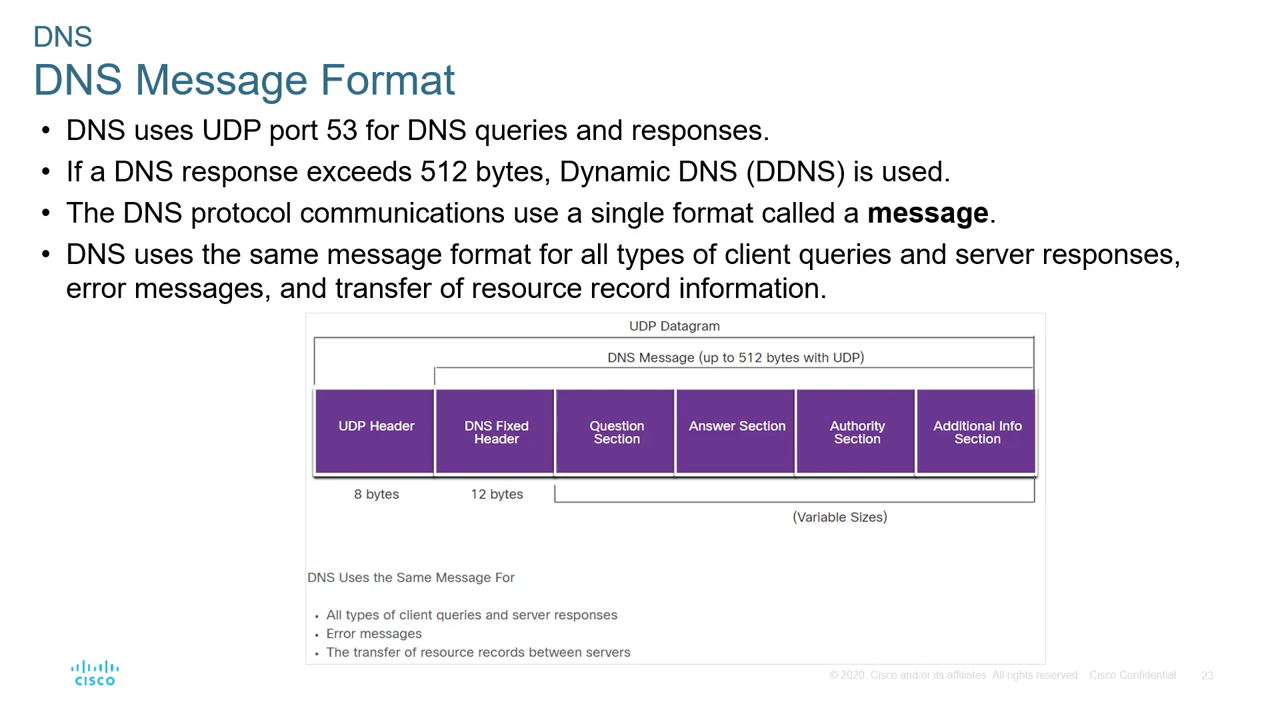 DNS
DNS Message Format
• DNS uses UDP port 53 for DNS queries and responses.
• If a DNS response exceeds 512 bytes, Dynamic DNS (DDNS) is used.
• The DNS protocol communications use a single format called a message.
• DNS uses the same message format for all types of client queries and server responses,
error messages, and transfer of resource record information.
UDP Datagram
DNS Message (up to 512 bytes with UDP)
UDP Header
DNS Fixed
Header
Question
Section
Answer Section
Authority
Section
Additional Info
Section
8 bytes
12 bytes
(Variable Sizes)
DNS Uses the Same Message For
• All types of client queries and server responses
• Error messages
• The transfer of resource records between servers
CISCO
© 2020 Cisco and/or its affiliates. All rights reserved. Cisco Confidential
23